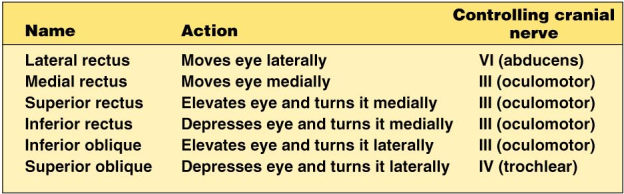 Name Action Controlling cranial nerve
Lateral rectus Moves eye laterally VI (abducens)
Medial rectus Moves eye medially III (oculomotor)
Superior rectus Elevates eye and turns it medially III (oculomotor)
Inferior rectus Depresses eye and turns it medially III (oculomotor)
Inferior oblique Elevates eye and turns it laterally III (oculomotor)
Superior oblique Depresses eye and turns it laterally IV (trochlear)